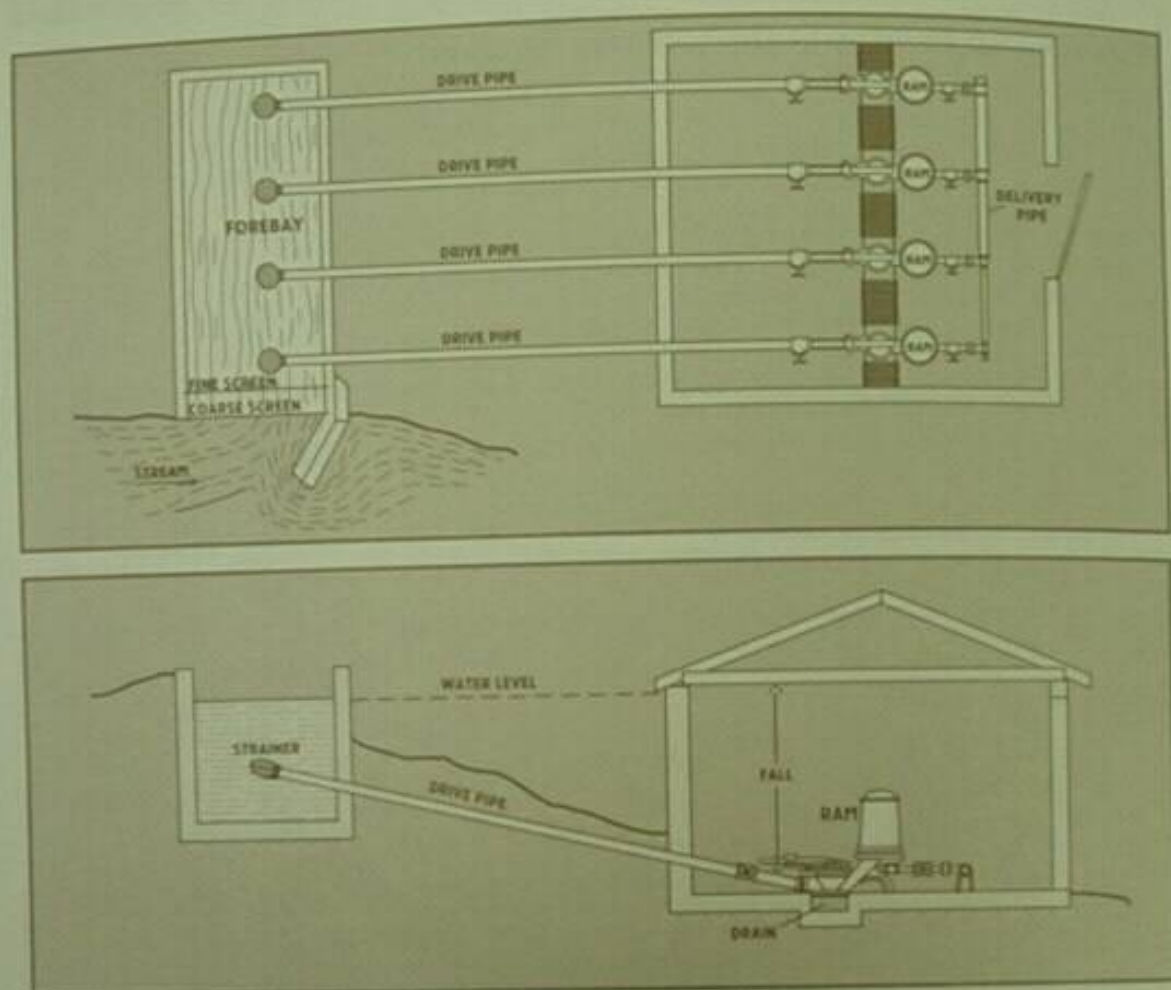 DRIVE PIPE
RAM
DRIVE PIPE
RAM
DELIVERY
PIPE
FOREBAY
DRIVE PIPE
RAM
DRIVE PIPE
RAM
FINE SCREEN
COARSE SCREEN
STREAM
WATER LEVEL
STRAINER
DRIVE PIPE
FALL
RAM
DRAIN